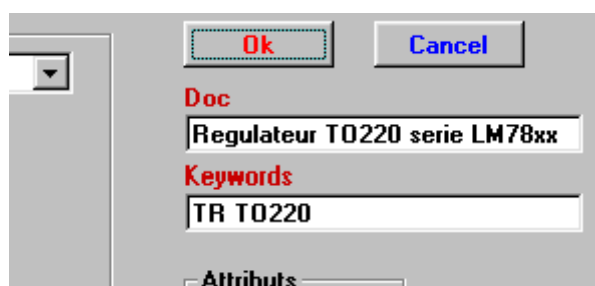 Ok Cancel
Doc
Regulateur TO220 serie LM78xx
Keywords
TR TO220
Attributs